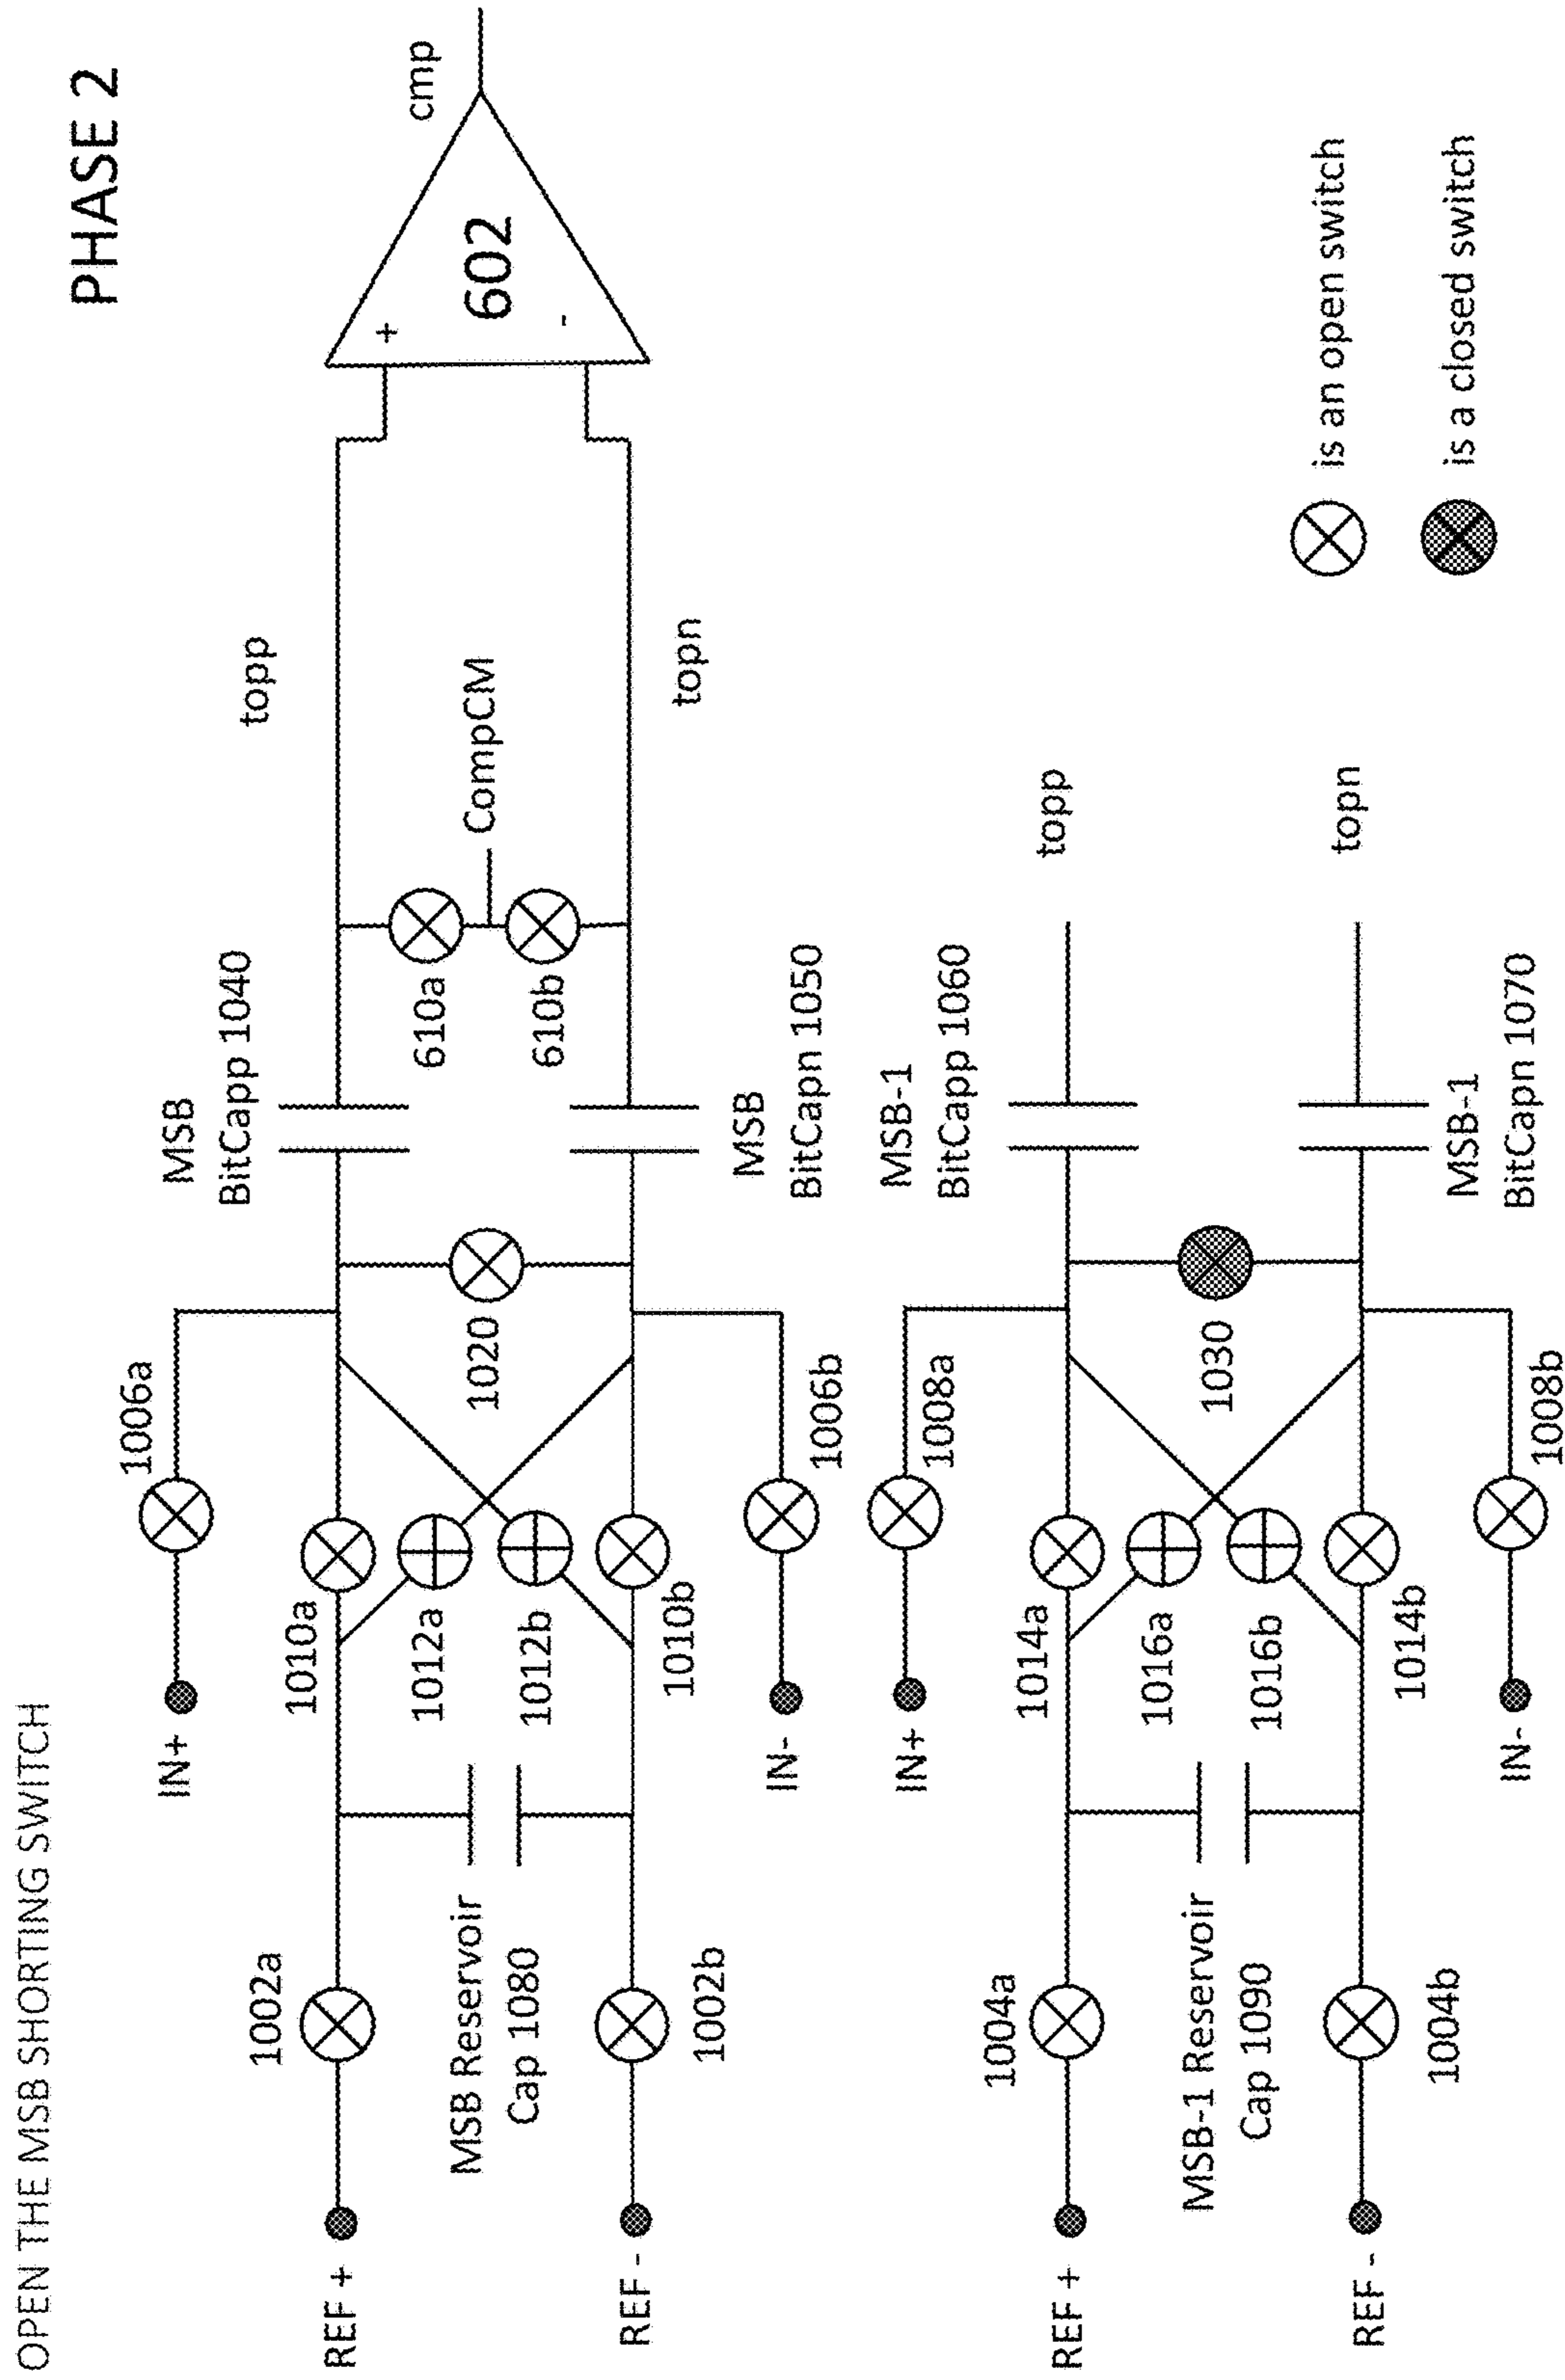 OPEN THE MSB SHORTING SWITCH
PHASE 2
IN+
1006a
MSB
BitCapp 1040
topp
cmp
REF +
1002a
1010a
1012a
1012b
1010b
MSB Reservoir
Cap 1080
1020
610a
610b
CompCM
+
602
-
REF -
1002b
IN-
1006b
MSB
BitCapn 1050
topn
IN+
1008a
MSB-1
BitCapp 1060
topp
REF +
1004a
1014a
1016a
1016b
1014b
MSB-1 Reservoir
Cap 1090
1030
REF -
1004b
IN-
1008b
MSB-1
BitCapn 1070
topn
is an open switch
is a closed switch